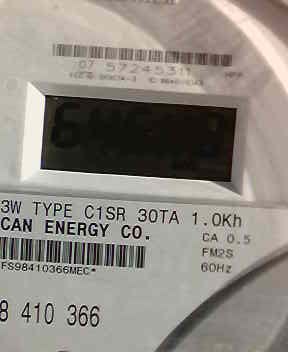 07 57245311
3W TYPE C1SR 30TA 1.0Kh
CAN ENERGY CO.
CA 0.5
FM2S
FS98410366MEC*
60Hz
8 410 366